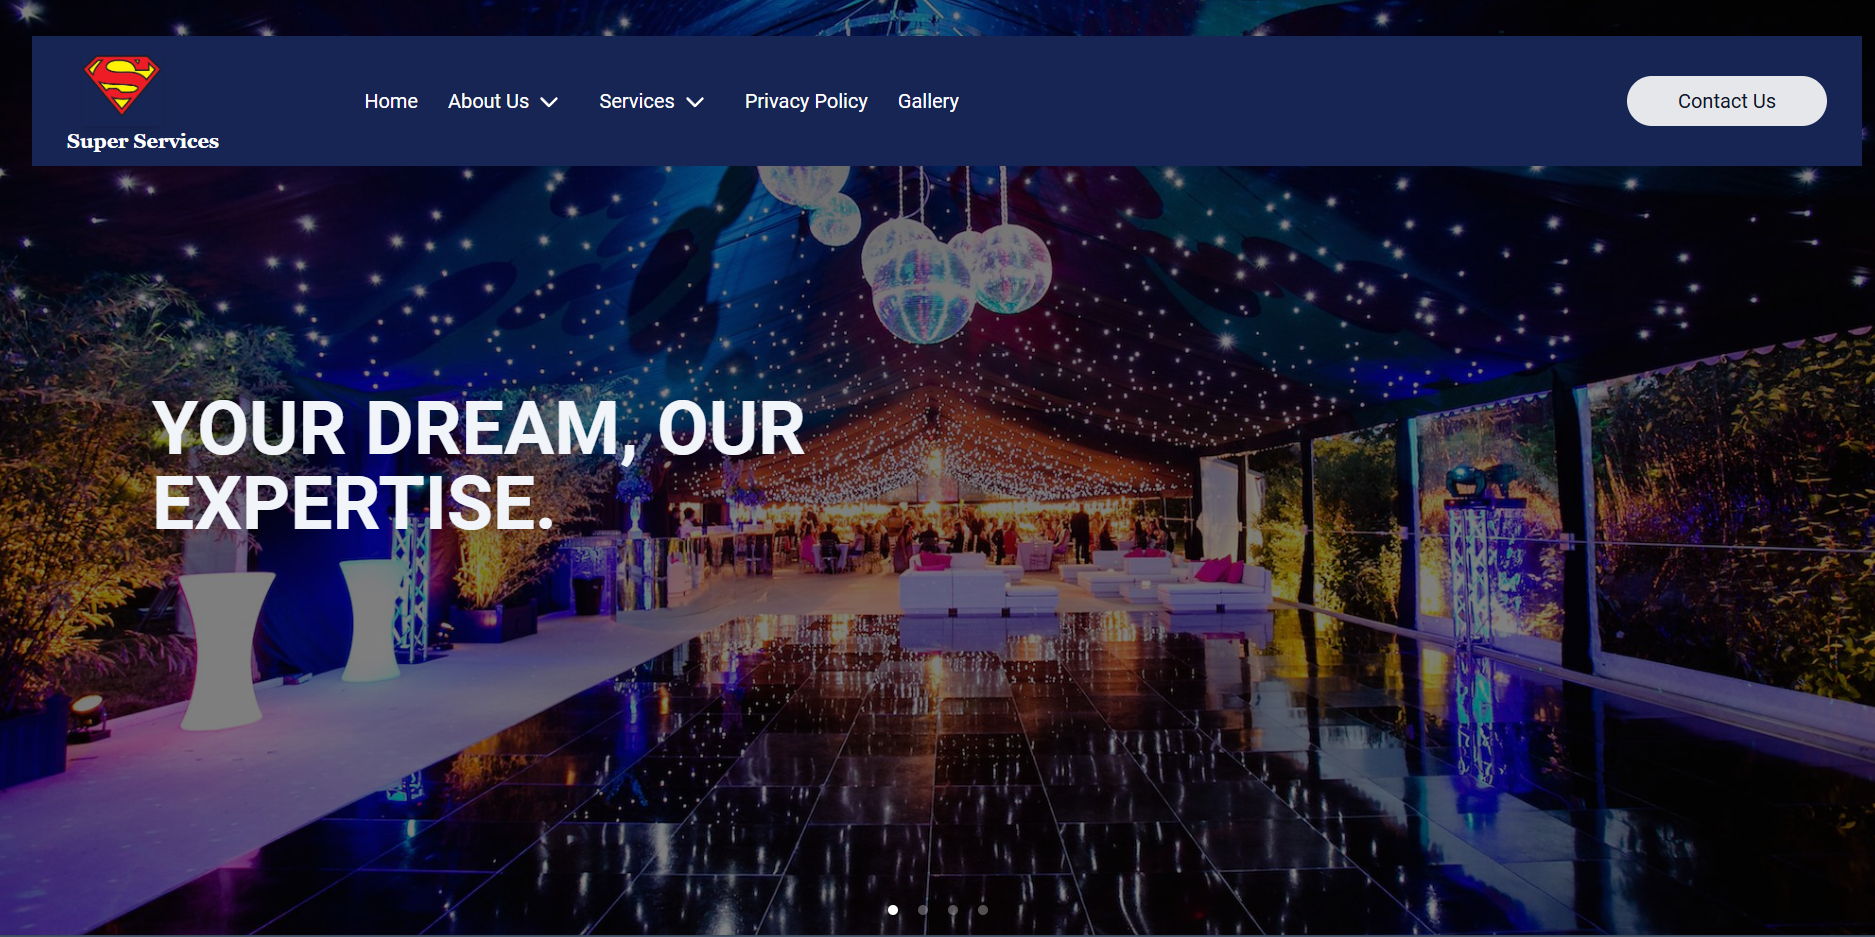 S
Super Services
Home
About Us
Services
Privacy Policy
Gallery
Contact Us
YOUR DREAM, OUR
EXPERTISE.